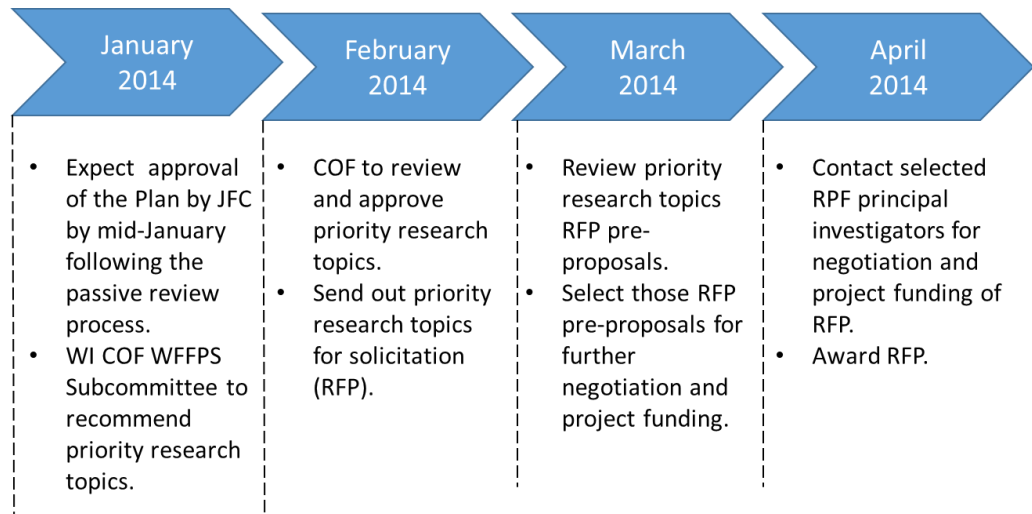 January
2014
February
2014
March
2014
April
2014
• Expect approval
of the Plan by JFC
by mid-January
following the
passive review
process.
• WI COF WFFPS
Subcommittee to
recommend
priority research
topics.
• COF to review
and approve
priority research
topics.
• Send out priority
research topics
for solicitation
(RFP).
• Review priority
research topics
RFP pre-
proposals.
• Select those RFP
pre-proposals for
further
negotiation and
project funding.
• Contact selected
RPF principal
investigators for
negotiation and
project funding of
RFP.
• Award RFP.